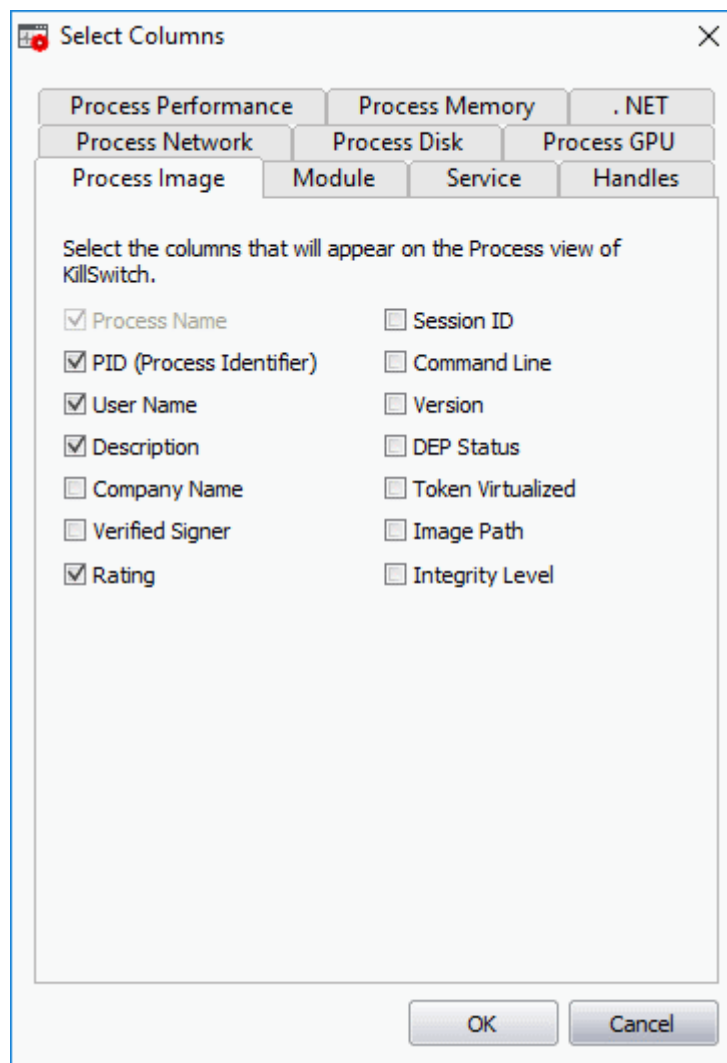 Select Columns
Process Performance Process Memory . NET
Process Network Process Disk Process GPU
Process Image Module Service Handles
Select the columns that will appear on the Process view of
KillSwitch.
Process Name Session ID
PID (Process Identifier) Command Line
User Name Version
Description DEP Status
Company Name Token Virtualized
Verified Signer Image Path
Rating Integrity Level
OK Cancel